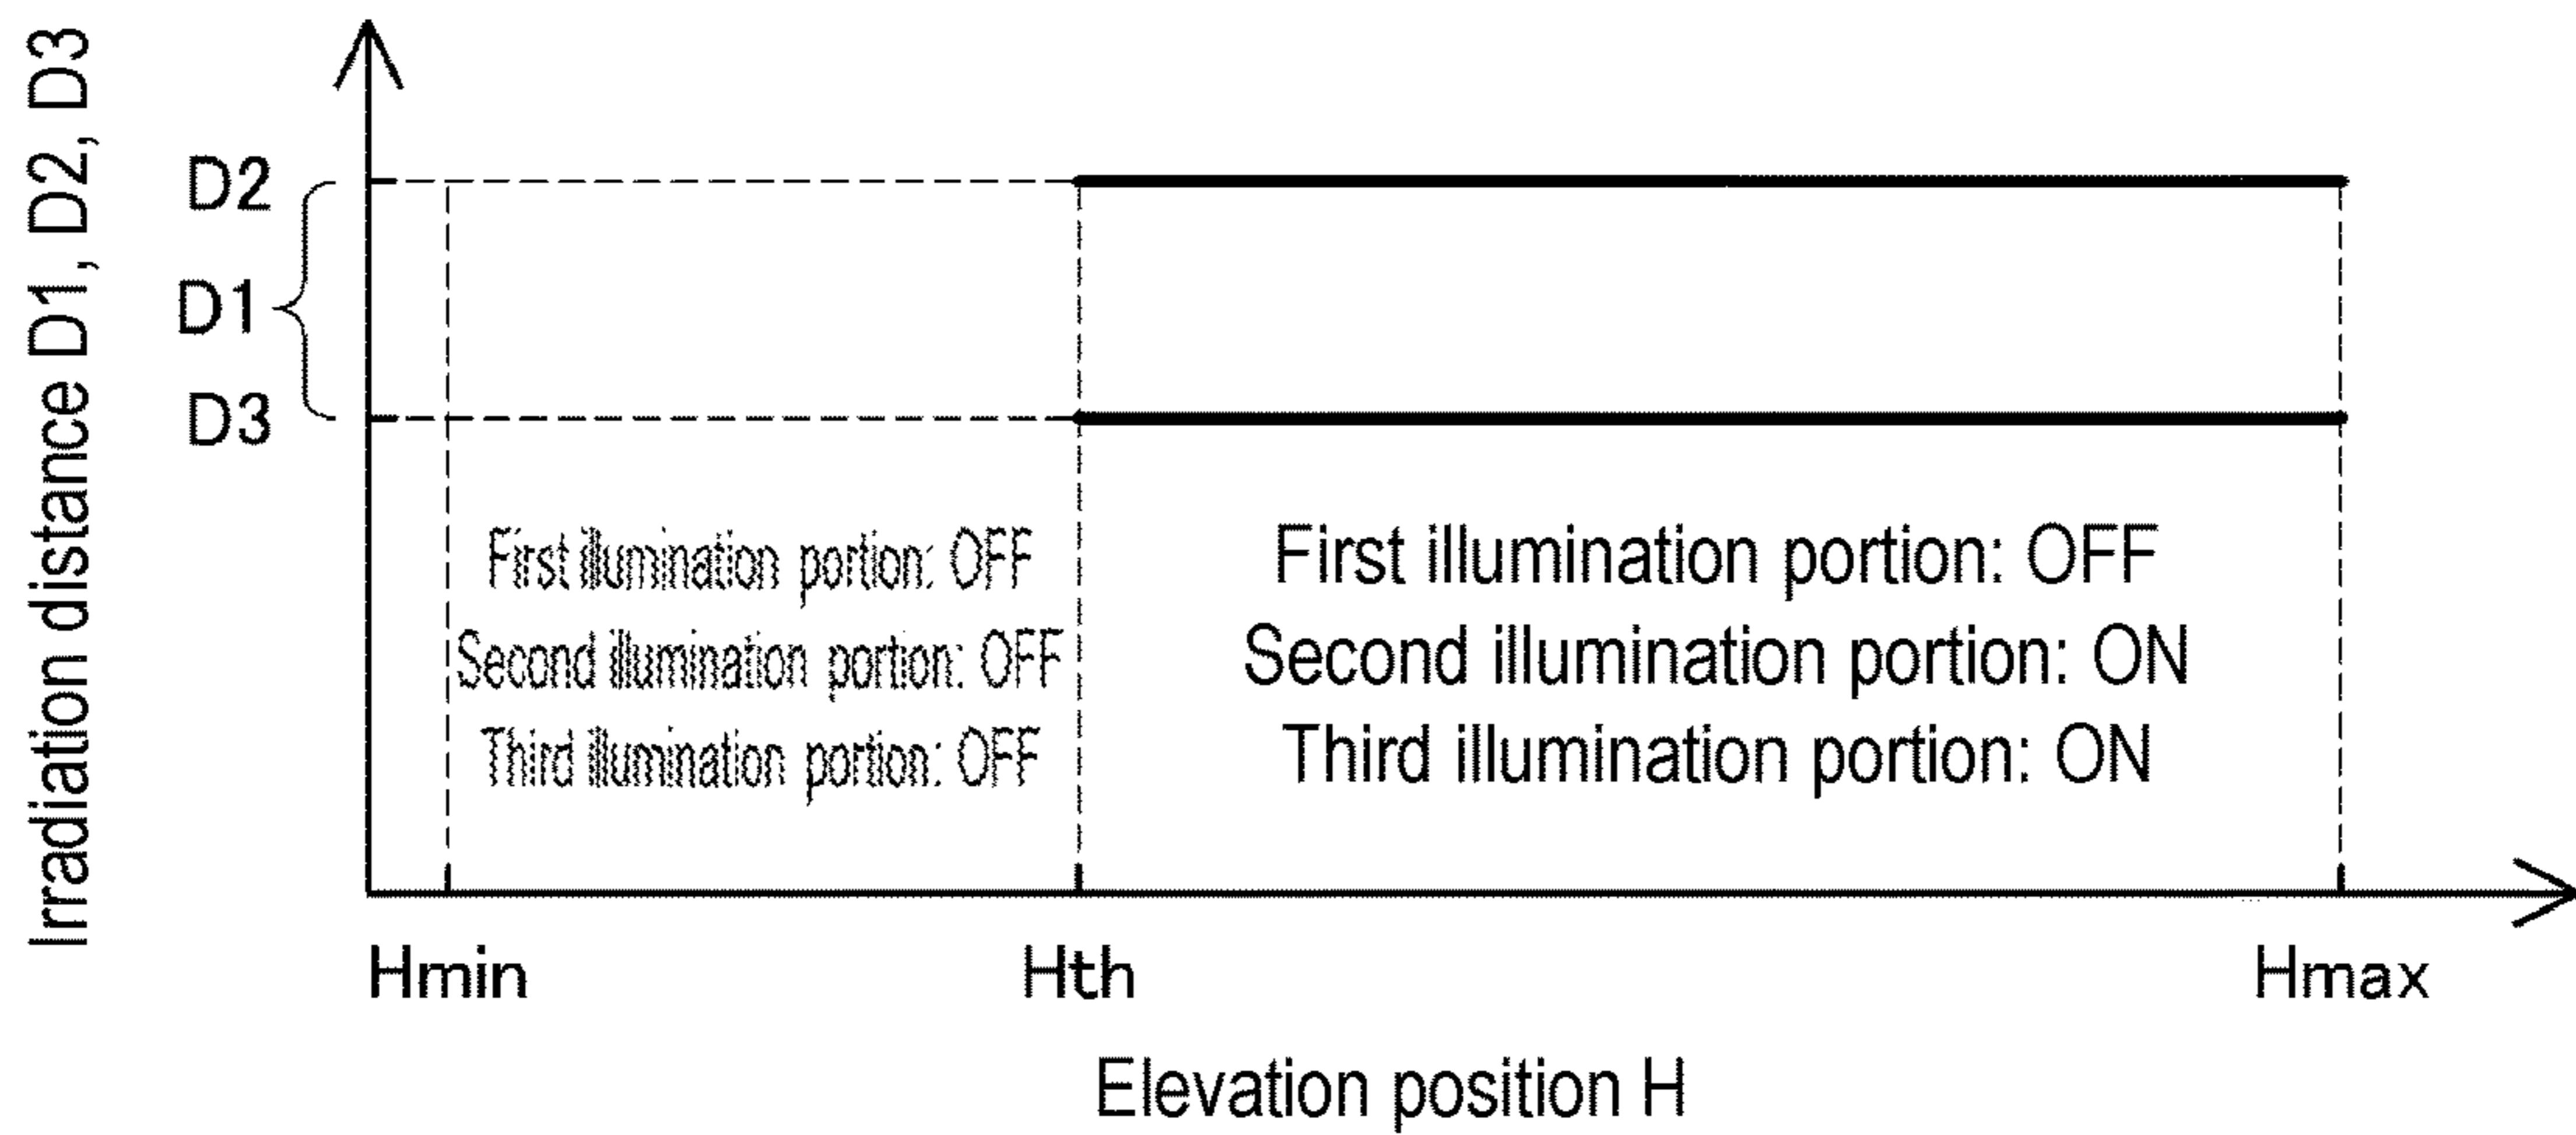 Irradiation distance D1, D2, D3
D2
D1
D3
First illumination portion: OFF
Second illumination portion: OFF
Third illumination portion: OFF
First illumination portion: OFF
Second illumination portion: ON
Third illumination portion: ON
Hmin
Hth
Hmax
Elevation position H